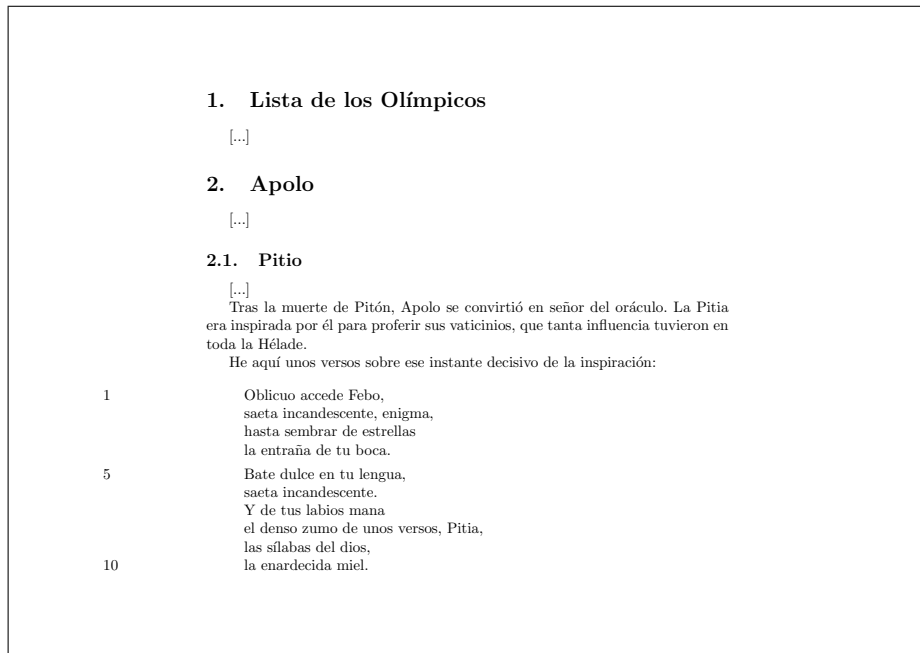 1. Lista de los Olímpicos
[...]
2. Apolo
[...]
2.1. Pitio
[...]
Tras la muerte de Pitón, Apolo se convirtió en señor del oráculo. La Pitia
era inspirada por él para proferir sus vaticinios, que tanta influencia tuvieron en
toda la Hélade.
He aquí unos versos sobre ese instante decisivo de la inspiración:
1 Oblicuo accede Febo,
saeta incandescente, enigma,
hasta sembrar de estrellas
la entraña de tu boca.
5 Bate dulce en tu lengua,
saeta incandescente.
Y de tus labios mana
el denso zumo de unos versos, Pitia,
las sílabas del dios,
10 la enardecida miel.